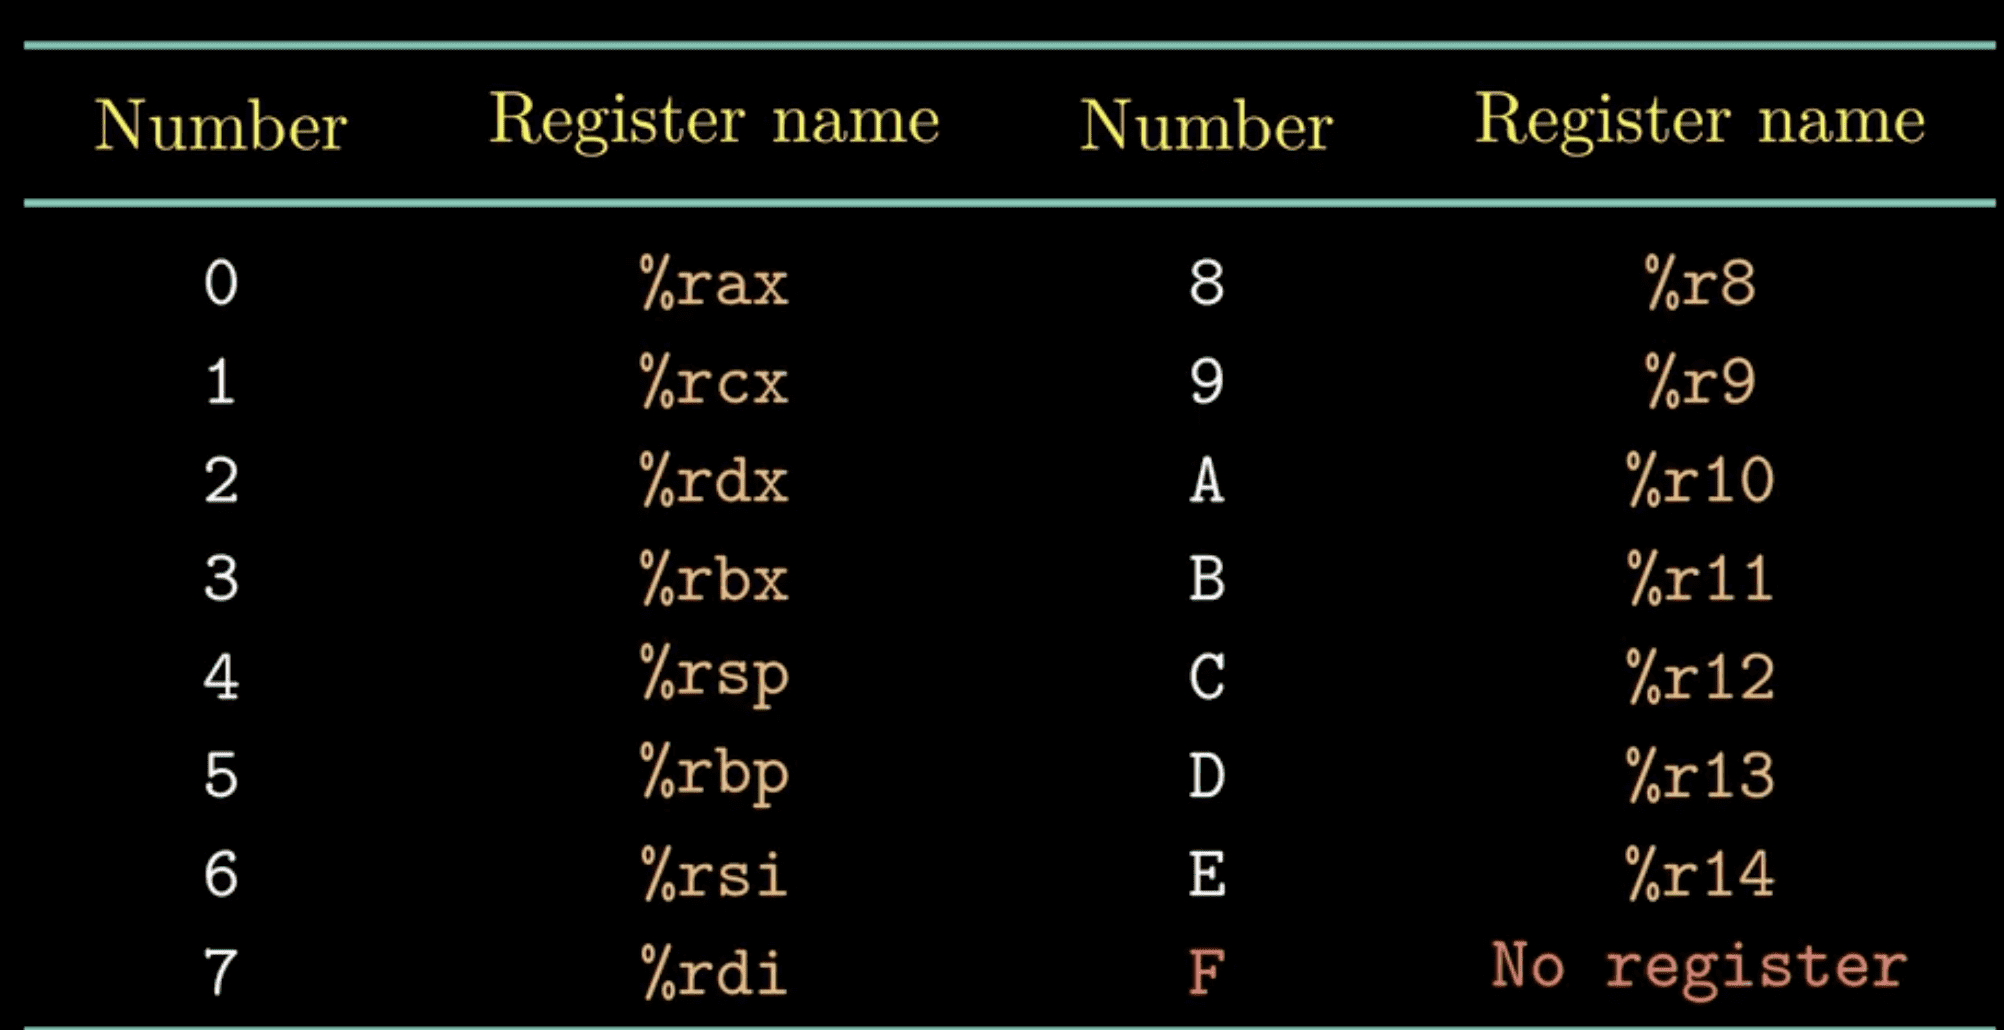 Number Register name Number Register name
0 %rax 8 %r8
1 %rcx 9 %r9
2 %rdx A %r10
3 %rbx B %r11
4 %rsp C %r12
5 %rbp D %r13
6 %rsi E %r14
7 %rdi F No register